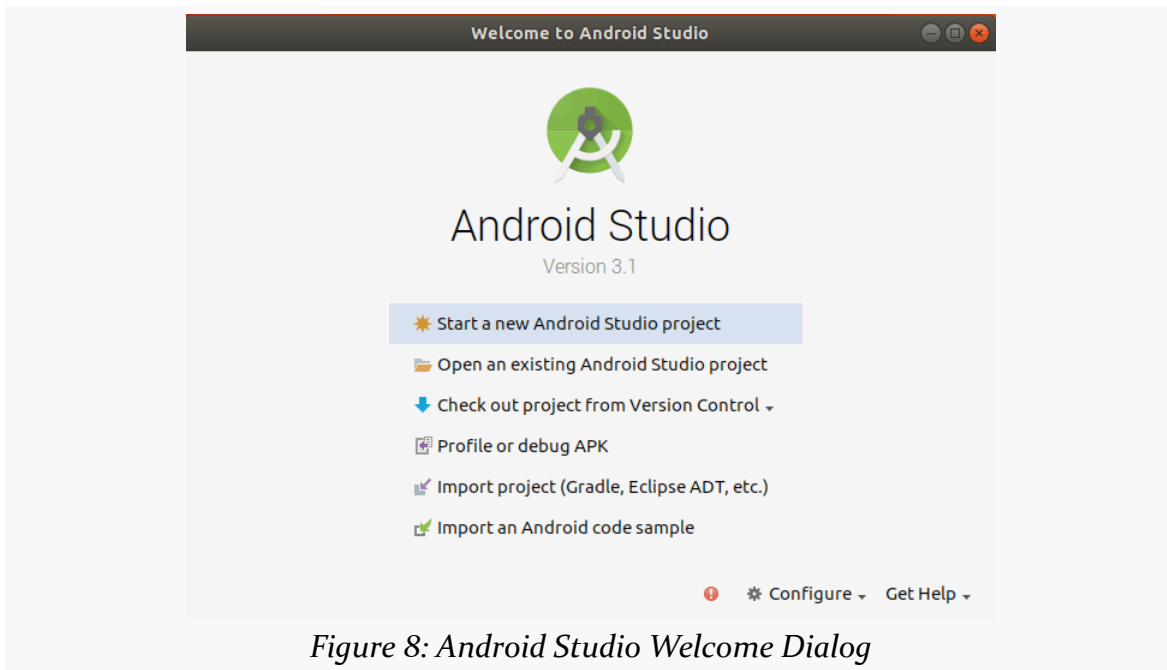 Welcome to Android Studio
Android Studio
Version 3.1
Start a new Android Studio project
Open an existing Android Studio project
Check out project from Version Control
Profile or debug APK
Import project (Gradle, Eclipse ADT, etc.)
Import an Android code sample
Configure Get Help
Figure 8: Android Studio Welcome Dialog